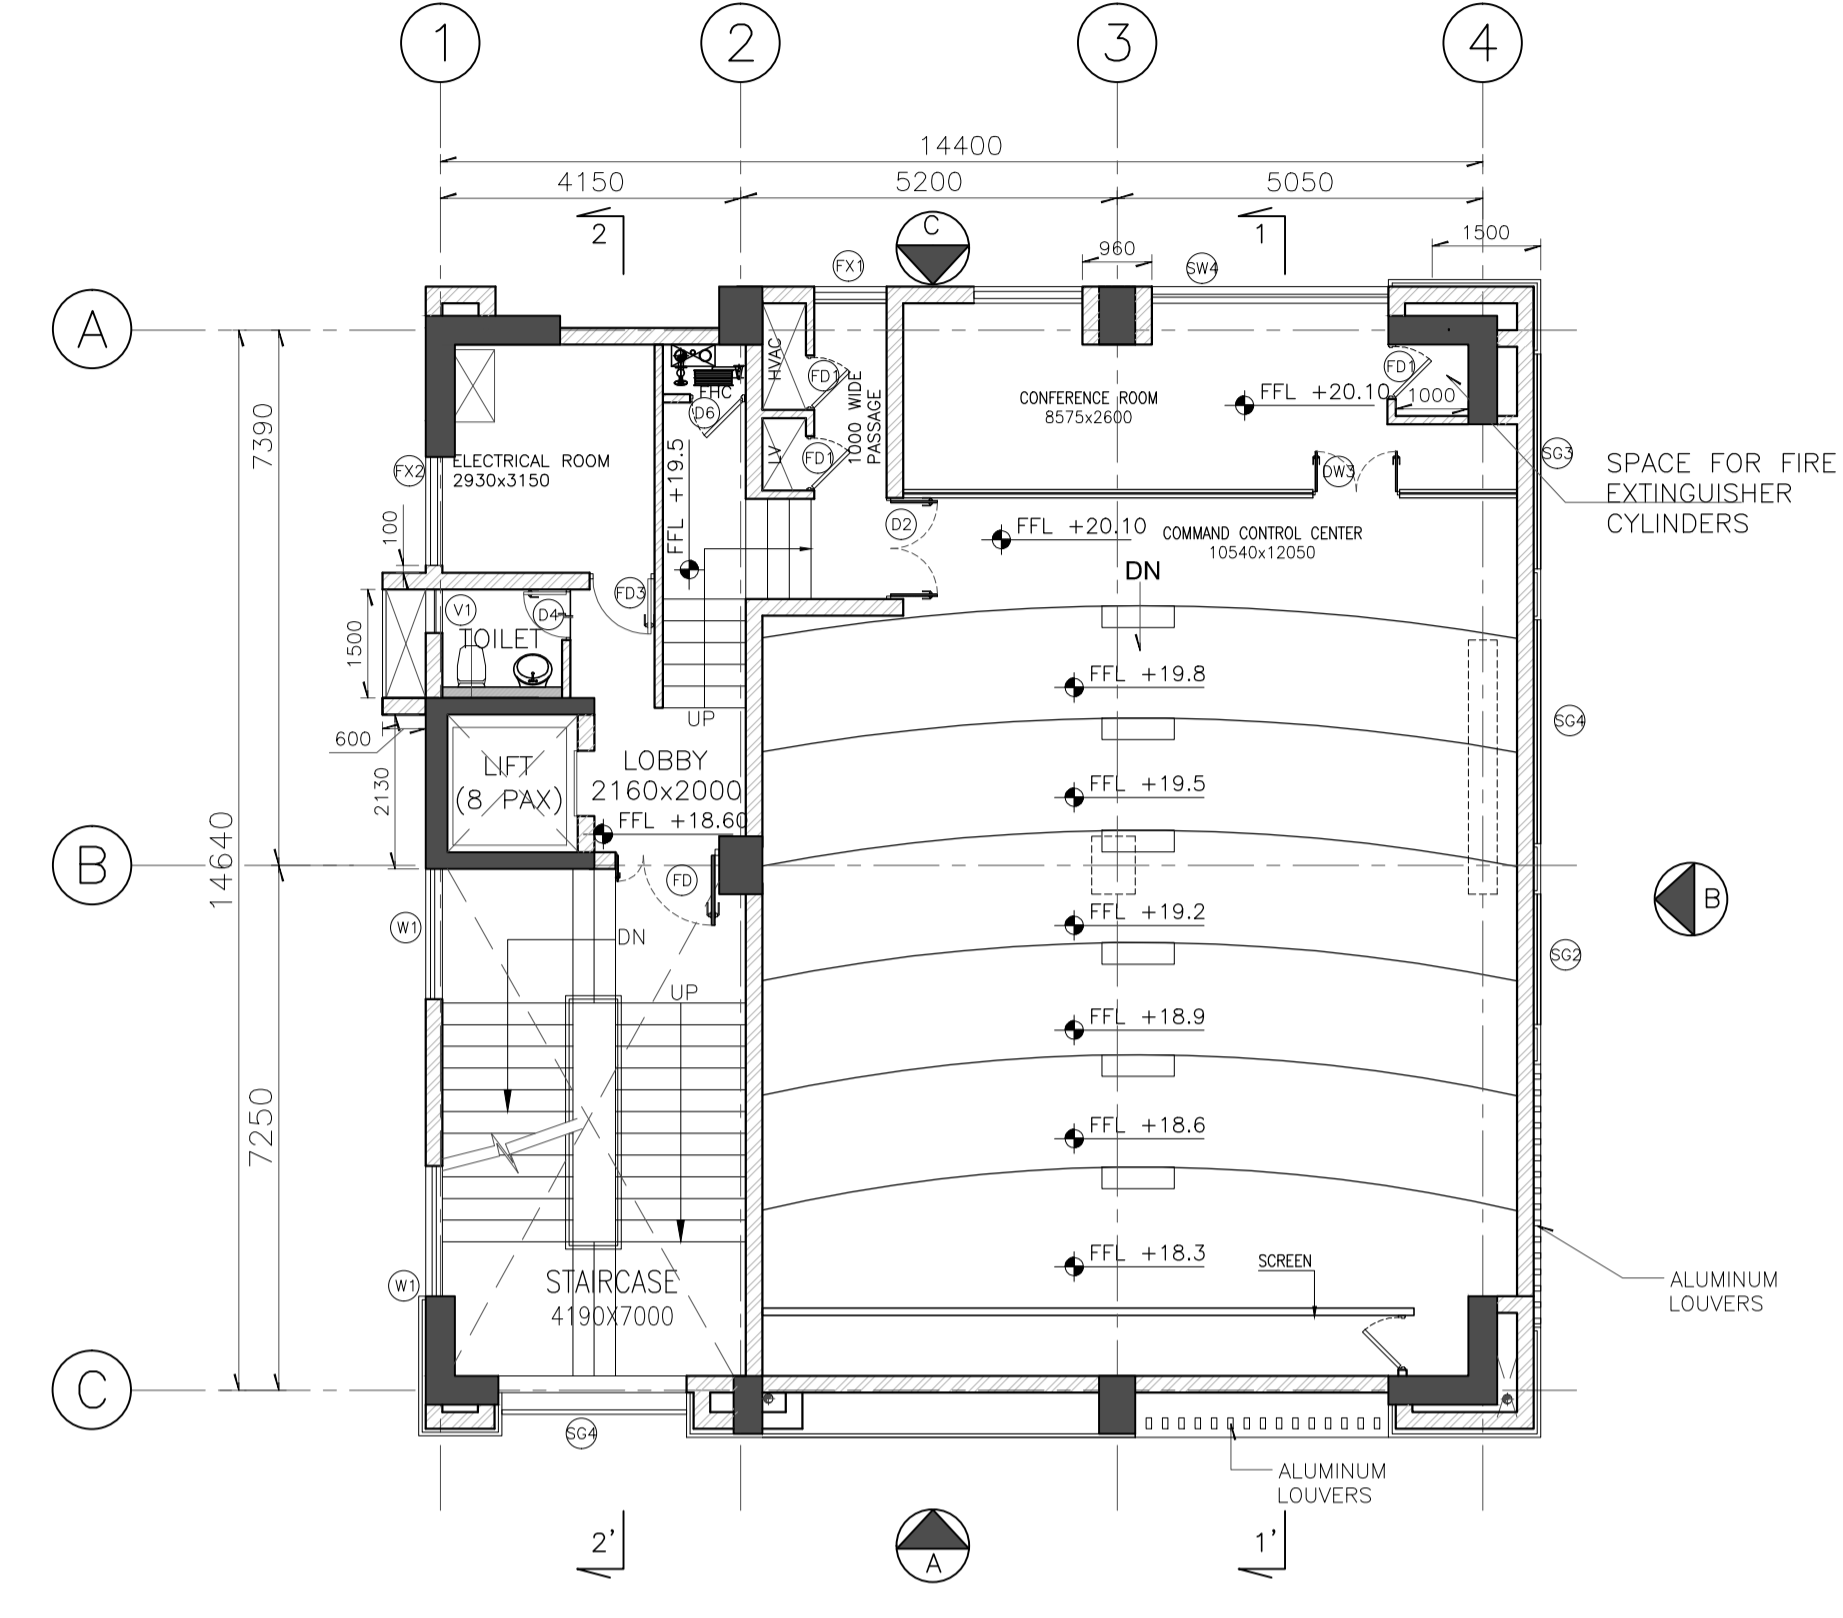 1
2
3
4
14400
4150
5200
5050
2
C
1
1500
960
FX1
SW4
A
HVAC
FD1
FHC
D6
1000 WIDE
PASSAGE
CONFERENCE ROOM
8575x2600
FFL +20.10
FD1
1000
7390
FX2
ELECTRICAL ROOM
2930x3150
FFL +19.5
LV
FD1
DW3
SG3
SPACE FOR FIRE
EXTINGUISHER
CYLINDERS
100
D2
FFL +20.10
COMMAND CONTROL CENTER
10540x12050
DN
FD3
V1
D4
TOILET
1500
FFL +19.8
UP
SG4
600
LIFT
(8 PAX)
LOBBY
2160x2000
FFL +18.60
2130
FFL +19.5
14640
B
FD
B
W1
DN
FFL +19.2
SG2
UP
FFL +18.9
7250
FFL +18.6
FFL +18.3
SCREEN
W1
STAIRCASE
4190X7000
ALUMINUM
LOUVERS
C
SG4
ALUMINUM
LOUVERS
2'
A
1'